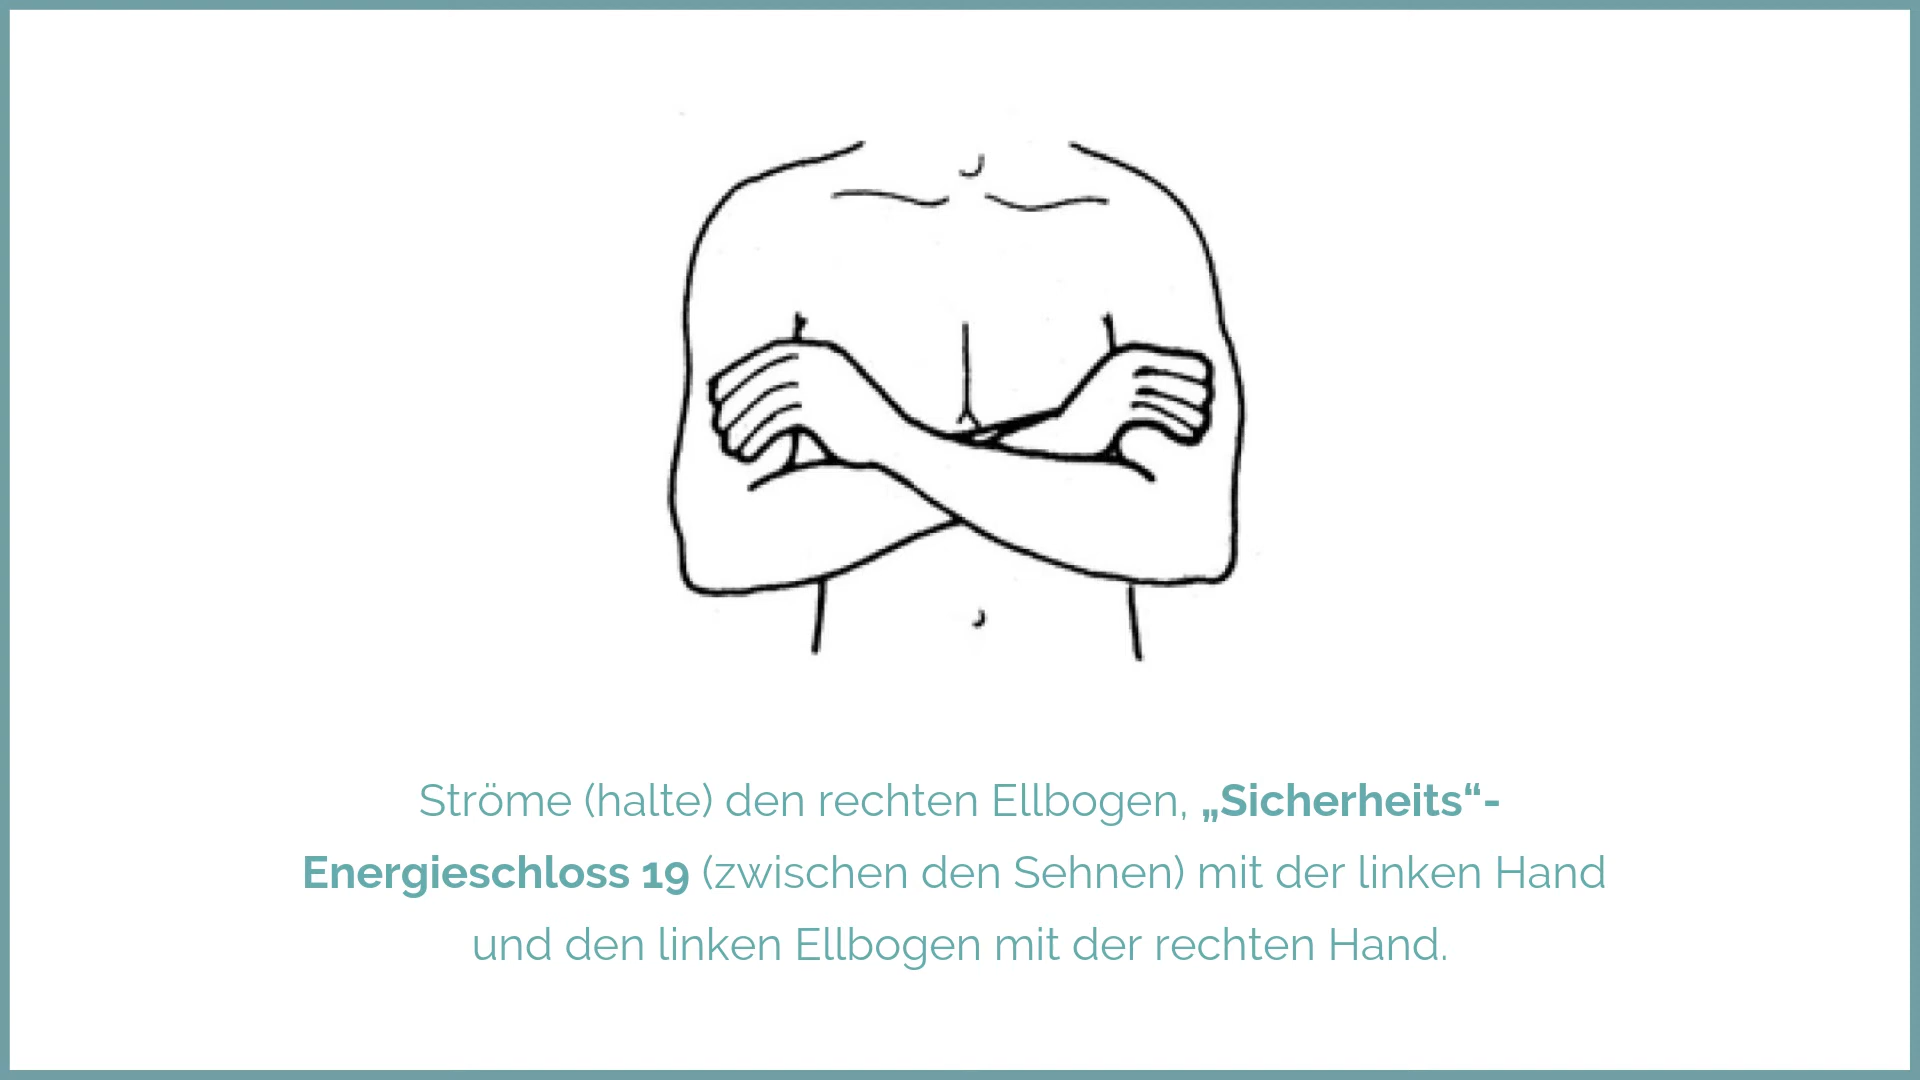 Ströme (halte) den rechten Ellbogen, „Sicherheits“-
Energieschloss 19 (zwischen den Sehnen) mit der linken Hand
und den linken Ellbogen mit der rechten Hand.